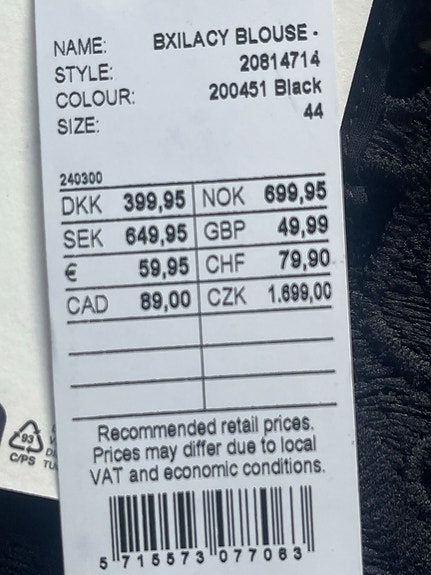 NAME: BXILACY BLOUSE -
STYLE: 20814714
COLOUR: 200451 Black
SIZE: 44
240300
DKK 399,95 NOK 699,95
SEK 649,95 GBP 49,99
€ 59,95 CHF 79,90
CAD 89,00 CZK 1.699,00
Recommended retail prices.
Prices may differ due to local
VAT and economic conditions.
93
C/PS
5 715573 077063